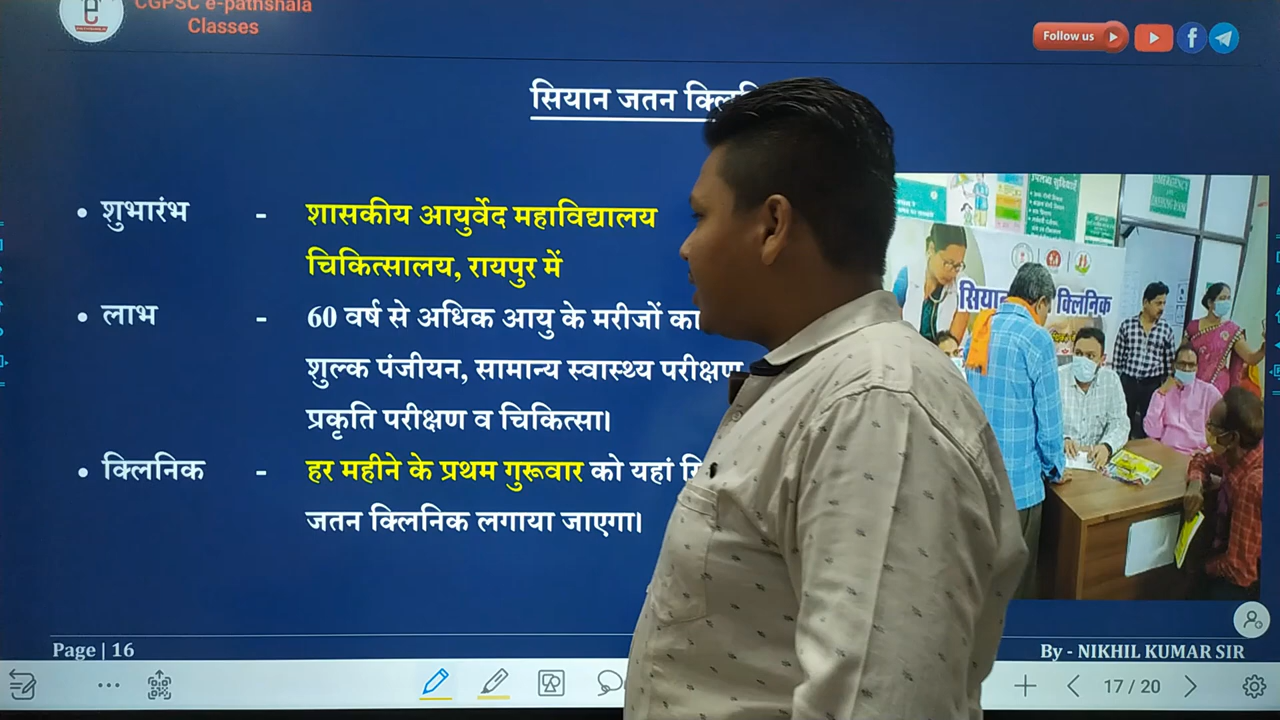 CGPSC e-pathshala
Classes
Follow us
सियान जतन
• शुभारंभ - शासकीय आयुर्वेद महाविद्यालय
चिकित्सालय, रायपुर में
• लाभ - 60 वर्ष से अधिक आयु के मरीजों का
शुल्क पंजीयन, सामान्य स्वास्थ्य परीक्षण
प्रकृति परीक्षण व चिकित्सा।
• क्लिनिक - हर महीने के प्रथम गुरूवार को यहां
जतन क्लिनिक लगाया जाएगा।
EMERGENCY
क्लिनिक
Page | 16
By - NIKHIL KUMAR SIR
17 / 20